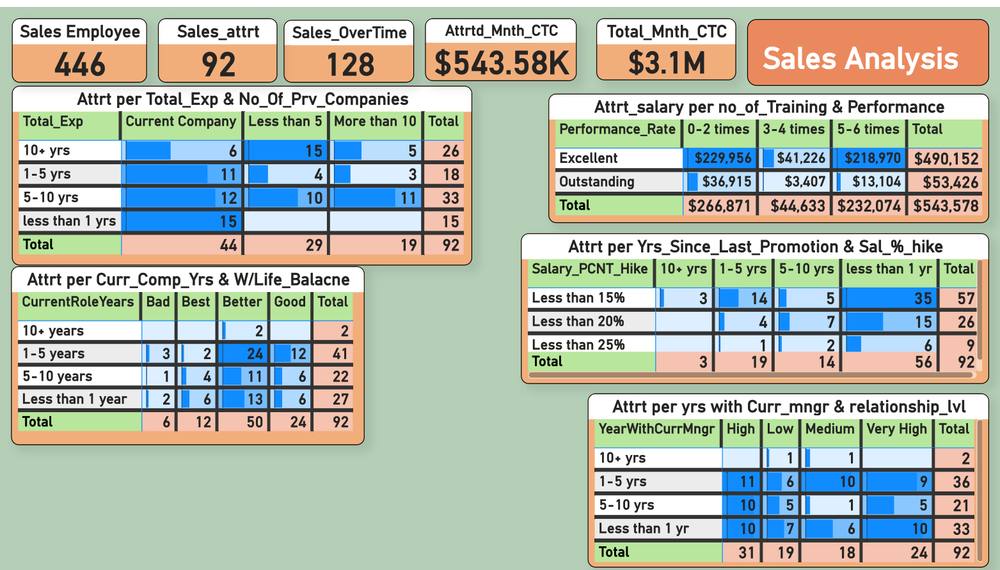 Sales Employee
446
Sales_attrt
92
Sales_OverTime
128
Attrtd_Mnth_CTC
$543.58K
Total_Mnth_CTC
$3.1M
Sales Analysis
Attrt per Total_Exp & No_Of_Prv_Companies
Total_Exp Current Company Less than 5 More than 10 Total
10+ yrs 6 15 5 26
1-5 yrs 11 4 3 18
5-10 yrs 12 10 11 33
less than 1 yrs 15 15
Total 44 29 19 92
Attrt_salary per no_of_Training & Performance
Performance_Rate 0-2 times 3-4 times 5-6 times Total
Excellent $229,956 $41,226 $218,970 $490,152
Outstanding $36,915 $3,407 $13,104 $53,426
Total $266,871 $44,633 $232,074 $543,578
Attrt per Yrs_Since_Last_Promotion & Sal_%_hike
Salary_PCNT_Hike 10+ yrs 1-5 yrs 5-10 yrs less than 1 yr Total
Less than 15% 3 14 5 35 57
Less than 20% 4 7 15 26
Less than 25% 1 2 6 9
Total 3 19 14 56 92
Attrt per Curr_Comp_Yrs & W/Life_Balacne
CurrentRoleYears Bad Best Better Good Total
10+ years 2 2
1-5 years 3 2 24 12 41
5-10 years 1 4 11 6 22
Less than 1 year 2 6 13 6 27
Total 6 12 50 24 92
Attrt per yrs with Curr_mngr & relationship_lvl
YearWithCurrMngr High Low Medium Very High Total
10+ yrs 1 1 2
1-5 yrs 11 6 10 9 36
5-10 yrs 10 5 1 5 21
Less than 1 yr 10 7 6 10 33
Total 31 19 18 24 92